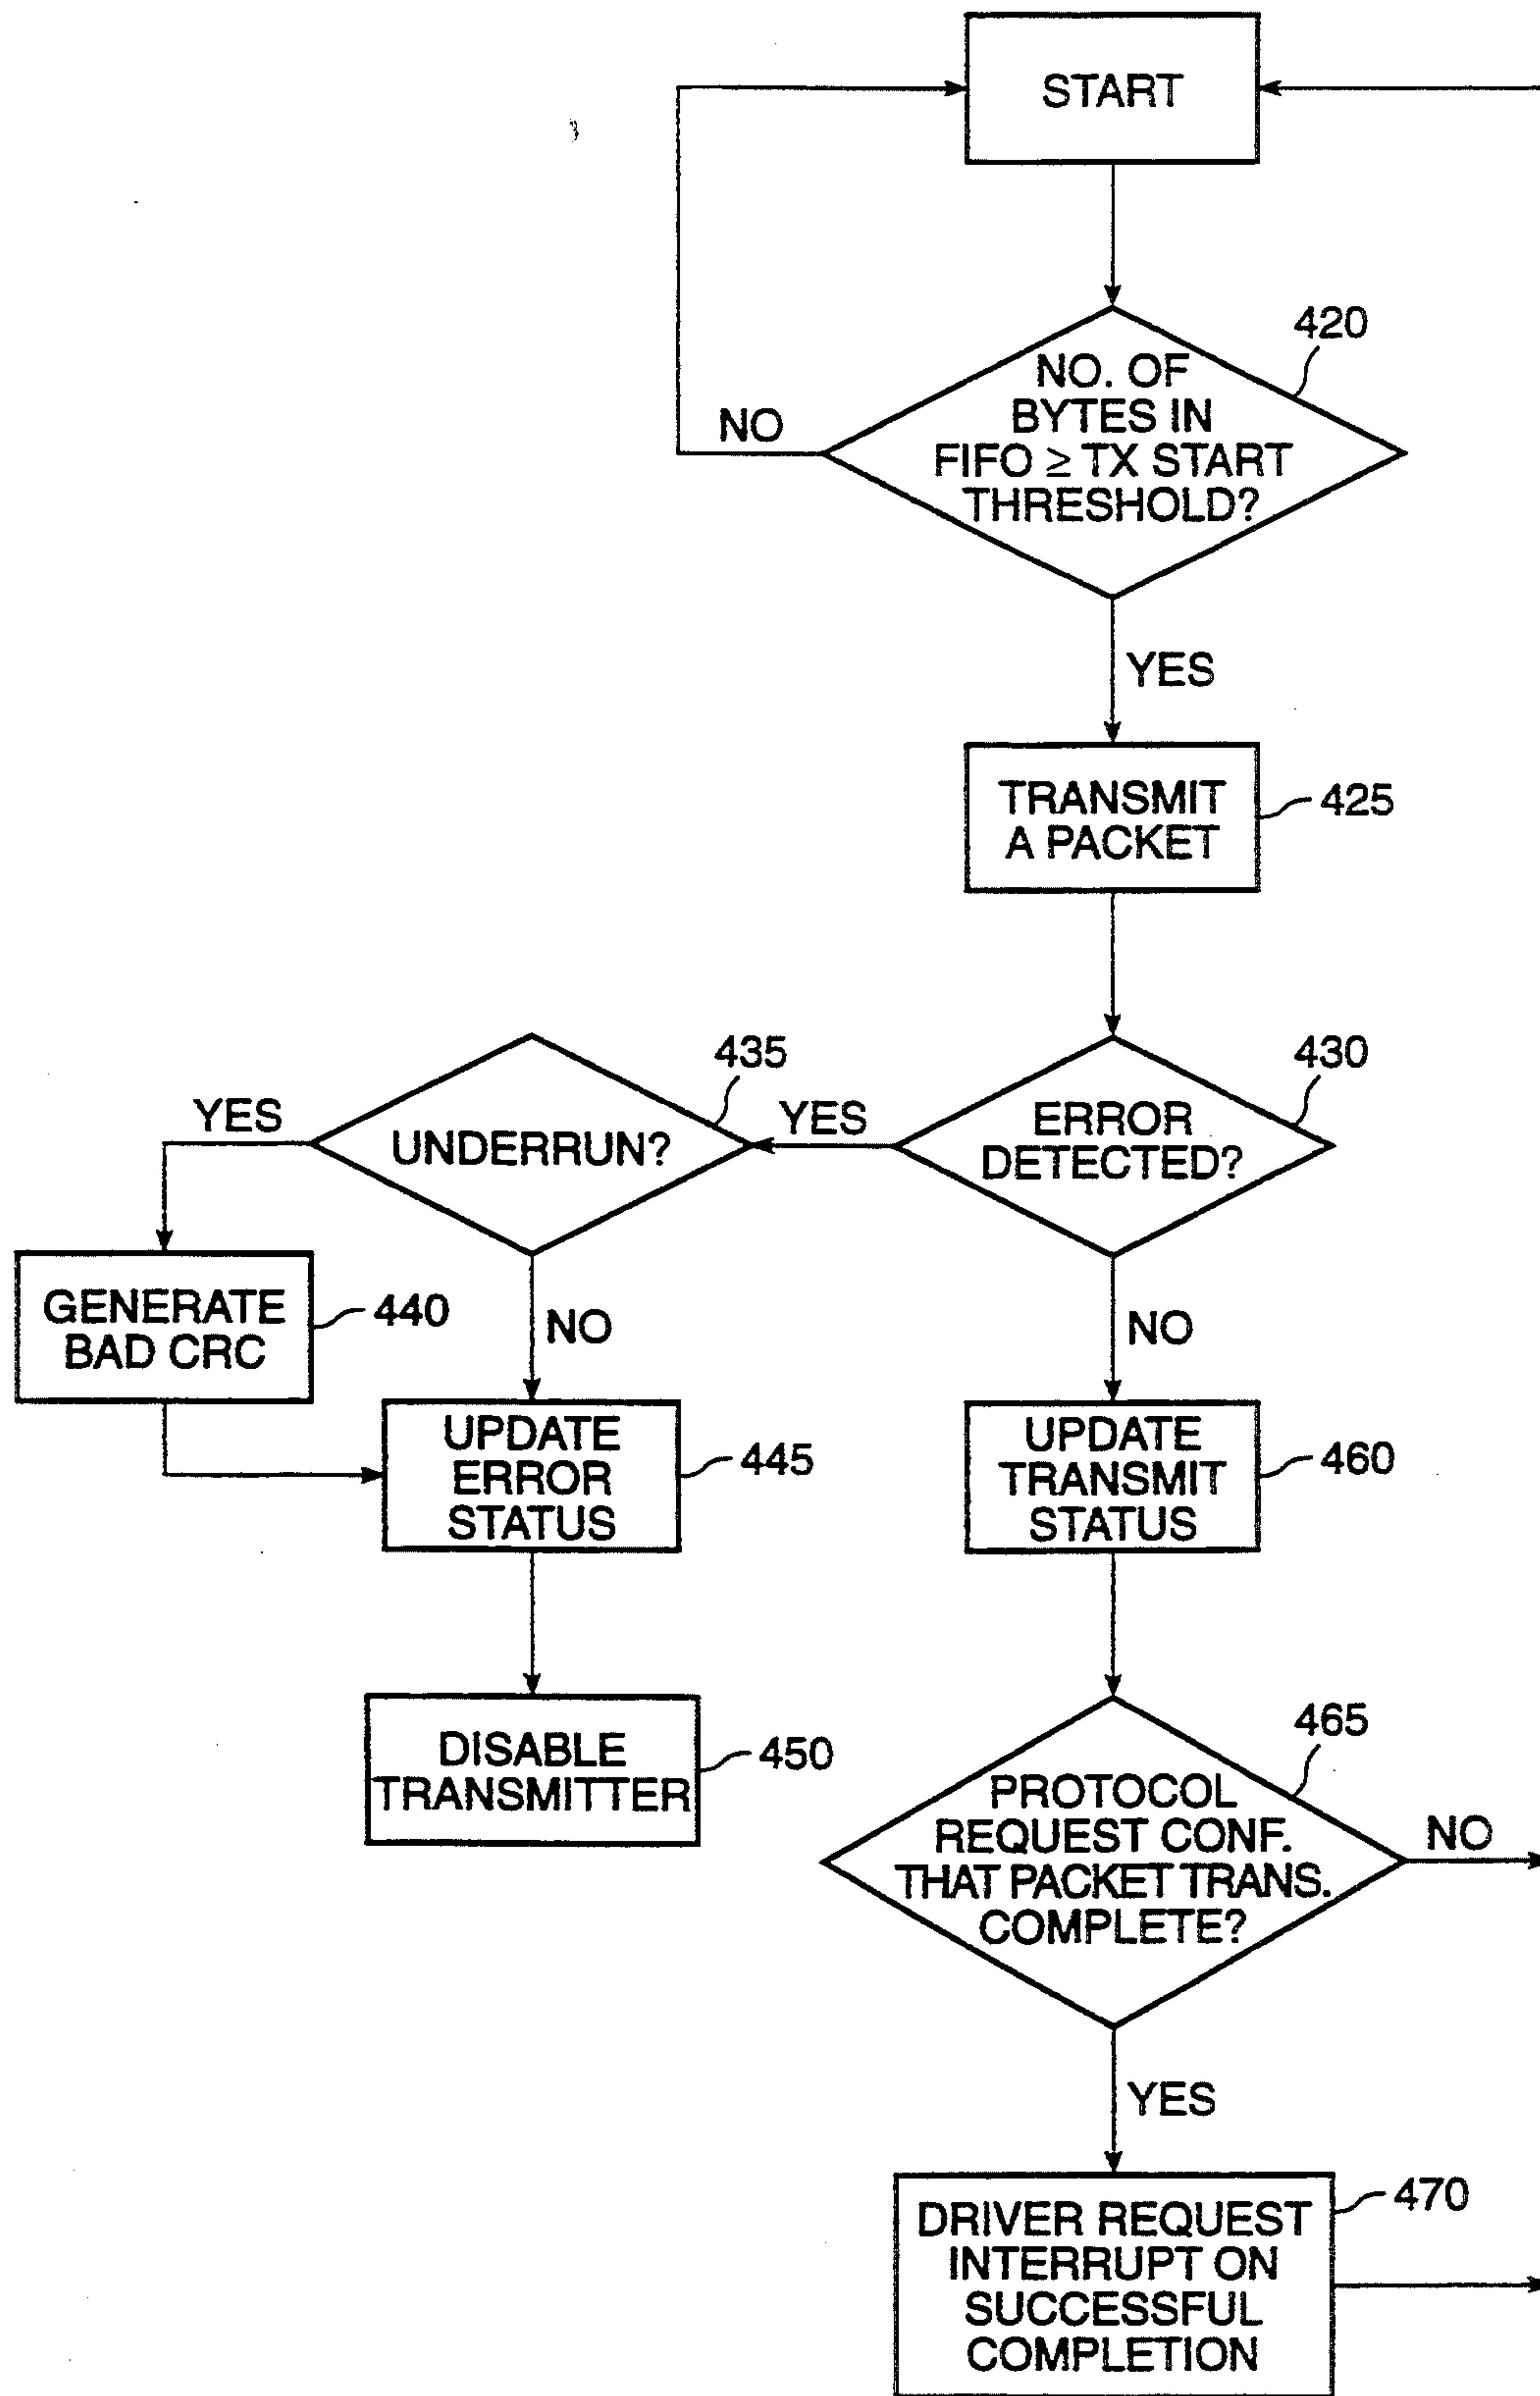 START
420
NO. OF
BYTES IN
FIFO ≥ TX START
THRESHOLD?
NO
YES
TRANSMIT
A PACKET
425
435
430
YES
UNDERRUN?
YES
ERROR
DETECTED?
GENERATE
BAD CRC
440
NO
NO
UPDATE
ERROR
STATUS
445
UPDATE
TRANSMIT
STATUS
460
DISABLE
TRANSMITTER
450
465
PROTOCOL
REQUEST CONF.
THAT PACKET TRANS.
COMPLETE?
NO
YES
DRIVER REQUEST
INTERRUPT ON
SUCCESSFUL
COMPLETION
470